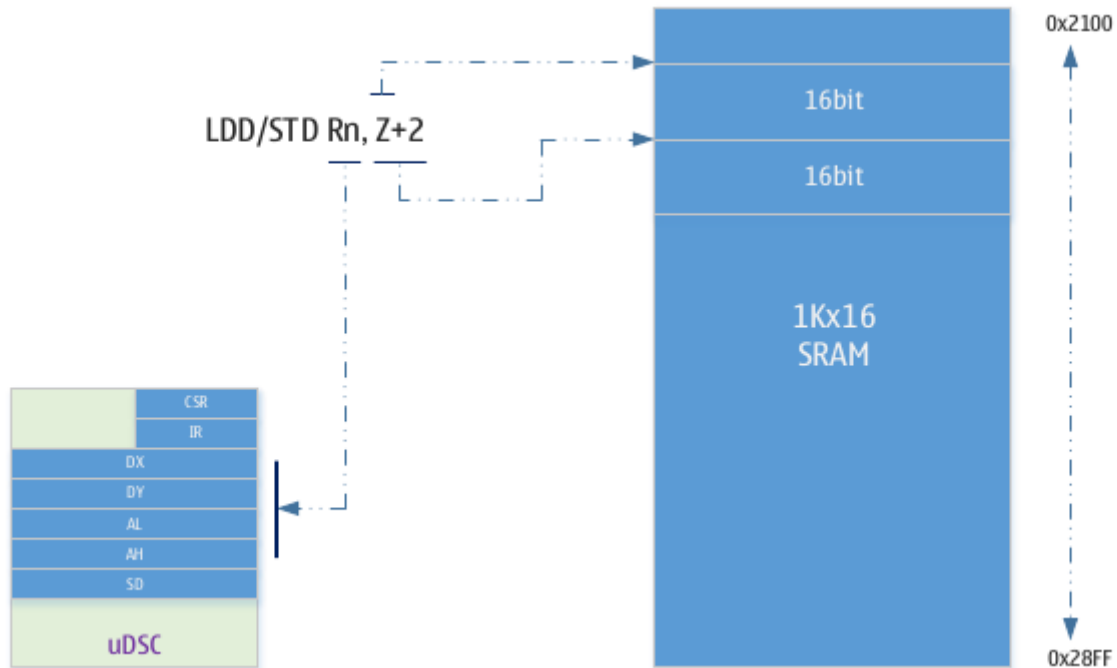 0x2100
16bit
LDD/STD Rn, Z+2
16bit
1Kx16
SRAM
CSR
IR
DX
DY
AL
AH
SD
uDSC
0x28FF